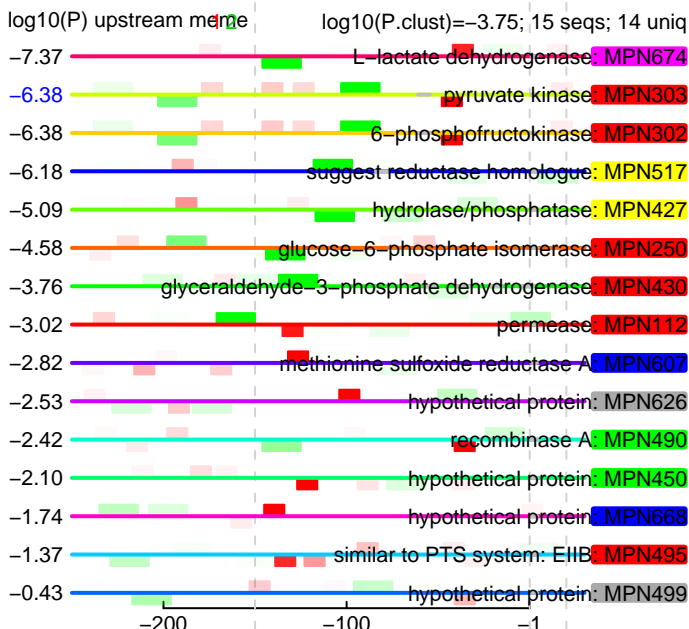 log10(P) upstream meme 1 2 log10(P.clust)=−3.75; 15 seqs; 14 uniq
−7.37 L−lactate dehydrogenase: MPN674
−6.38 pyruvate kinase: MPN303
−6.38 6−phosphofructokinase: MPN302
−6.18 suggest reductase homologue: MPN517
−5.09 hydrolase/phosphatase: MPN427
−4.58 glucose−6−phosphate isomerase: MPN250
−3.76 glyceraldehyde−3−phosphate dehydrogenase: MPN430
−3.02 permease: MPN112
−2.82 methionine sulfoxide reductase A: MPN607
−2.53 hypothetical protein: MPN626
−2.42 recombinase A: MPN490
−2.10 hypothetical protein: MPN450
−1.74 hypothetical protein: MPN668
−1.37 similar to PTS system: EIIB: MPN495
−0.43 hypothetical protein: MPN499
−200 −100 −1